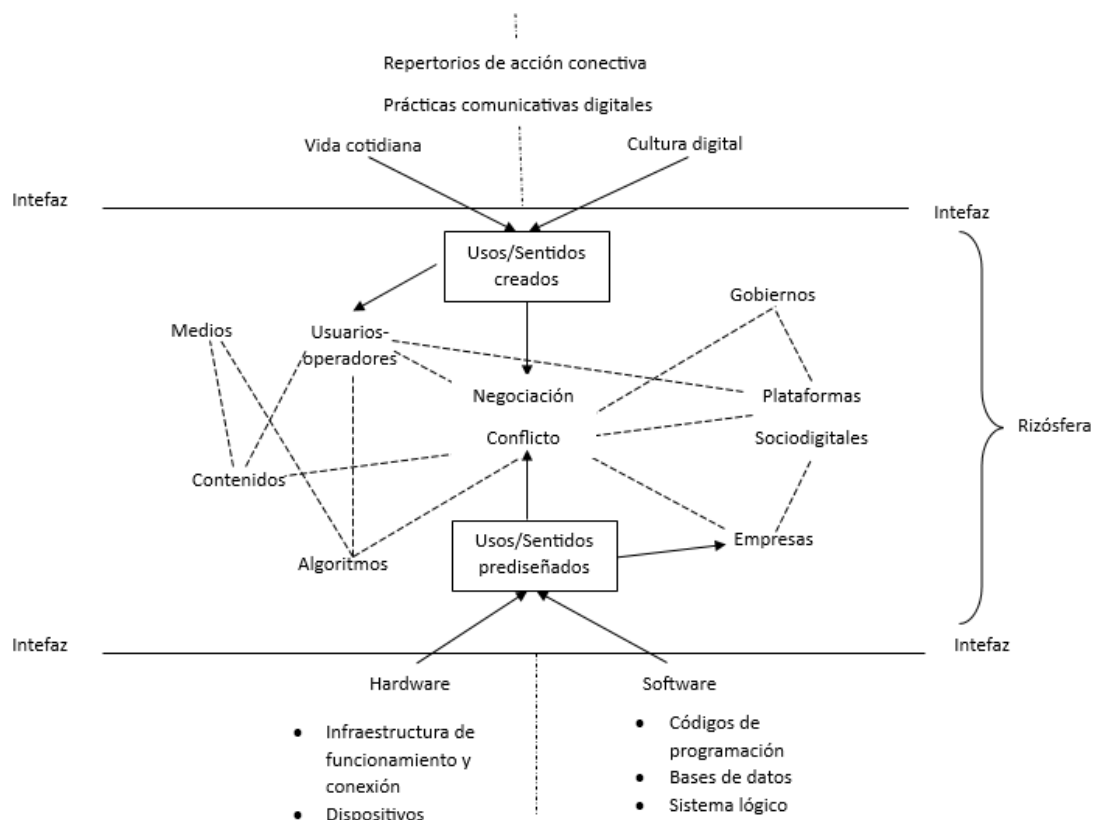 Repertorios de acción conectiva
Prácticas comunicativas digitales
Vida cotidiana
Cultura digital
Intefaz
Intefaz
Usos/Sentidos
creados
Gobiernos
Medios
Usuarios-
operadores
Negociación
Plataformas
Rizósfera
Conflicto
Sociodigitales
Contenidos
Usos/Sentidos
prediseñados
Empresas
Algoritmos
Intefaz
Intefaz
Hardware
Software
● Infraestructura de
funcionamiento y
conexión
● Dispositivos
● Códigos de
programación
● Bases de datos
● Sistema lógico